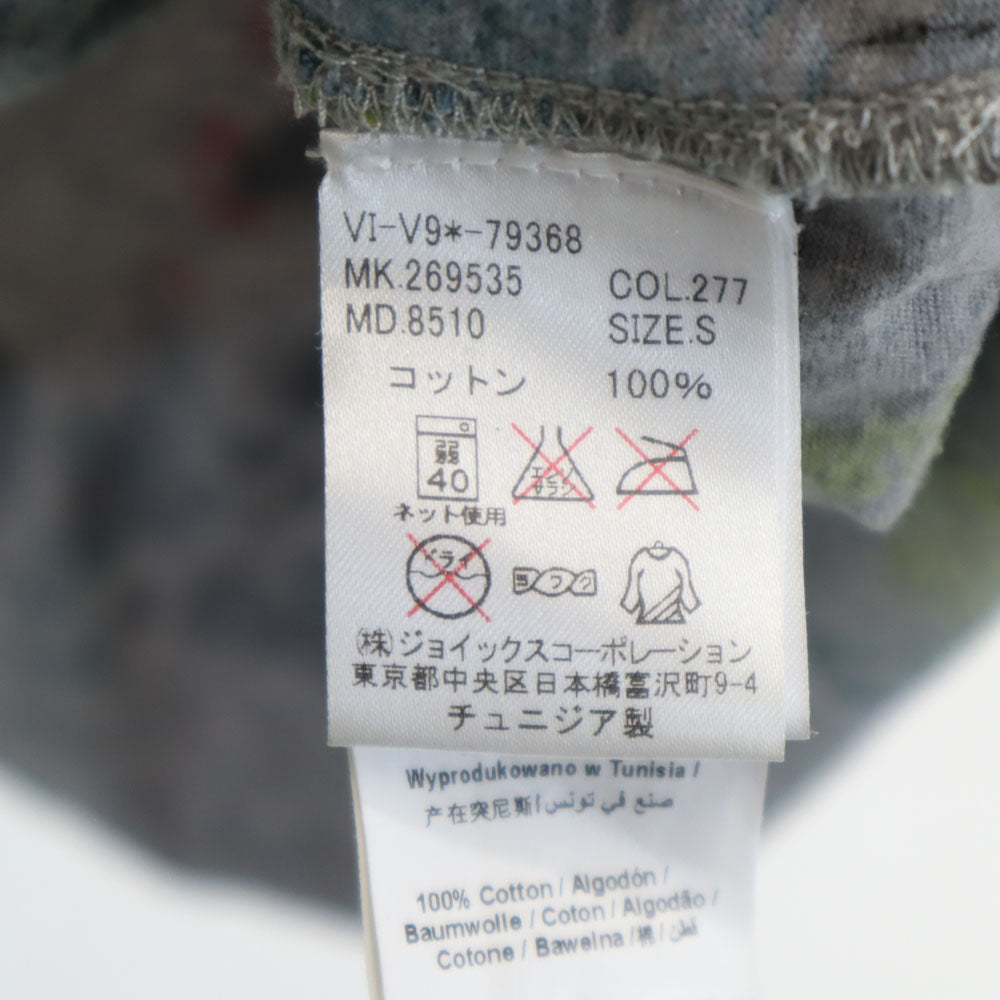 VI-V9*-79368
MK.269535 COL.277
MD.8510 SIZE.S
コットン 100%
弱
40
エンソ
サラシ
ネット使用
ドライ
ヨワク
㈱ジョイックスコーポレーション
東京都中央区日本橋富沢町9-4
チュニジア製
Wyprodukowano w Tunisia /
产在突尼斯 / صنع في تونس
100% Cotton / Algodón /
Baumwolle / Coton / Algodão /
Cotone / Bawełna / 棉 / قطن